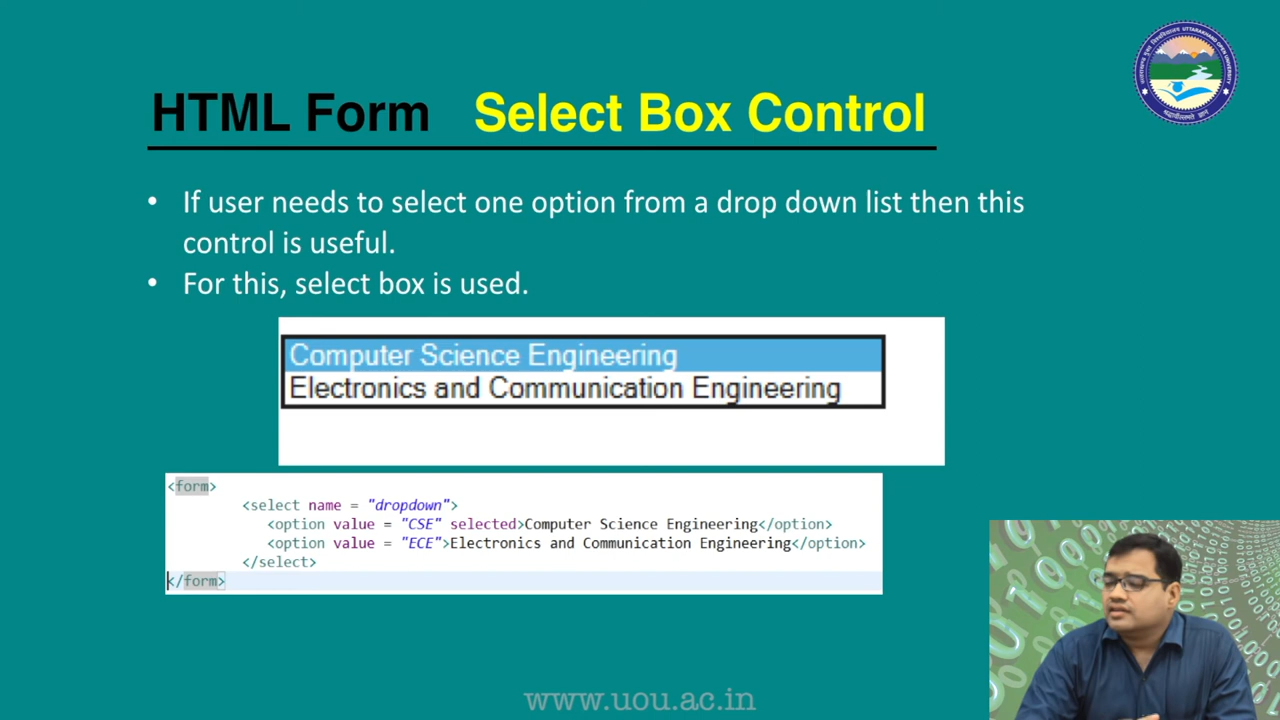 UTTARAKHAND OPEN UNIVERSITY
HTML Form Select Box Control
• If user needs to select one option from a drop down list then this
control is useful.
• For this, select box is used.
Computer Science Engineering
Electronics and Communication Engineering
<form>
<select name = "dropdown">
<option value = "CSE" selected>Computer Science Engineering</option>
<option value = "ECE">Electronics and Communication Engineering</option>
</select>
</form>
www.uou.ac.in